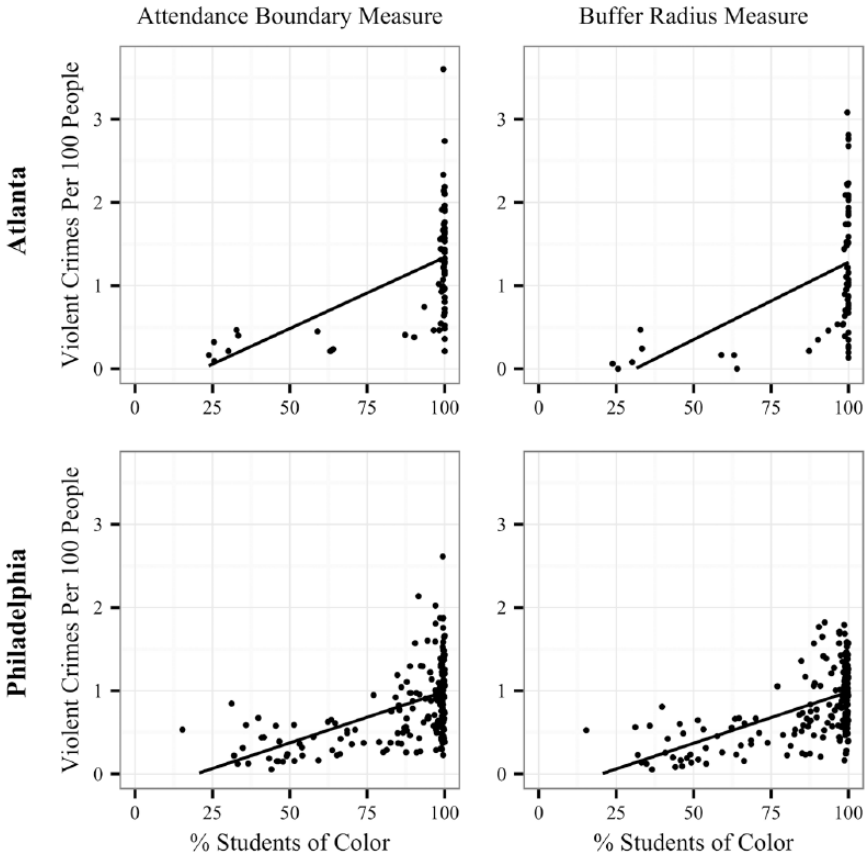 Attendance Boundary Measure
Buffer Radius Measure
Atlanta
Violent Crimes Per 100 People
3
2
1
0
0 25 50 75 100
3
2
1
0
0 25 50 75 100
Philadelphia
Violent Crimes Per 100 People
3
2
1
0
0 25 50 75 100
% Students of Color
3
2
1
0
0 25 50 75 100
% Students of Color